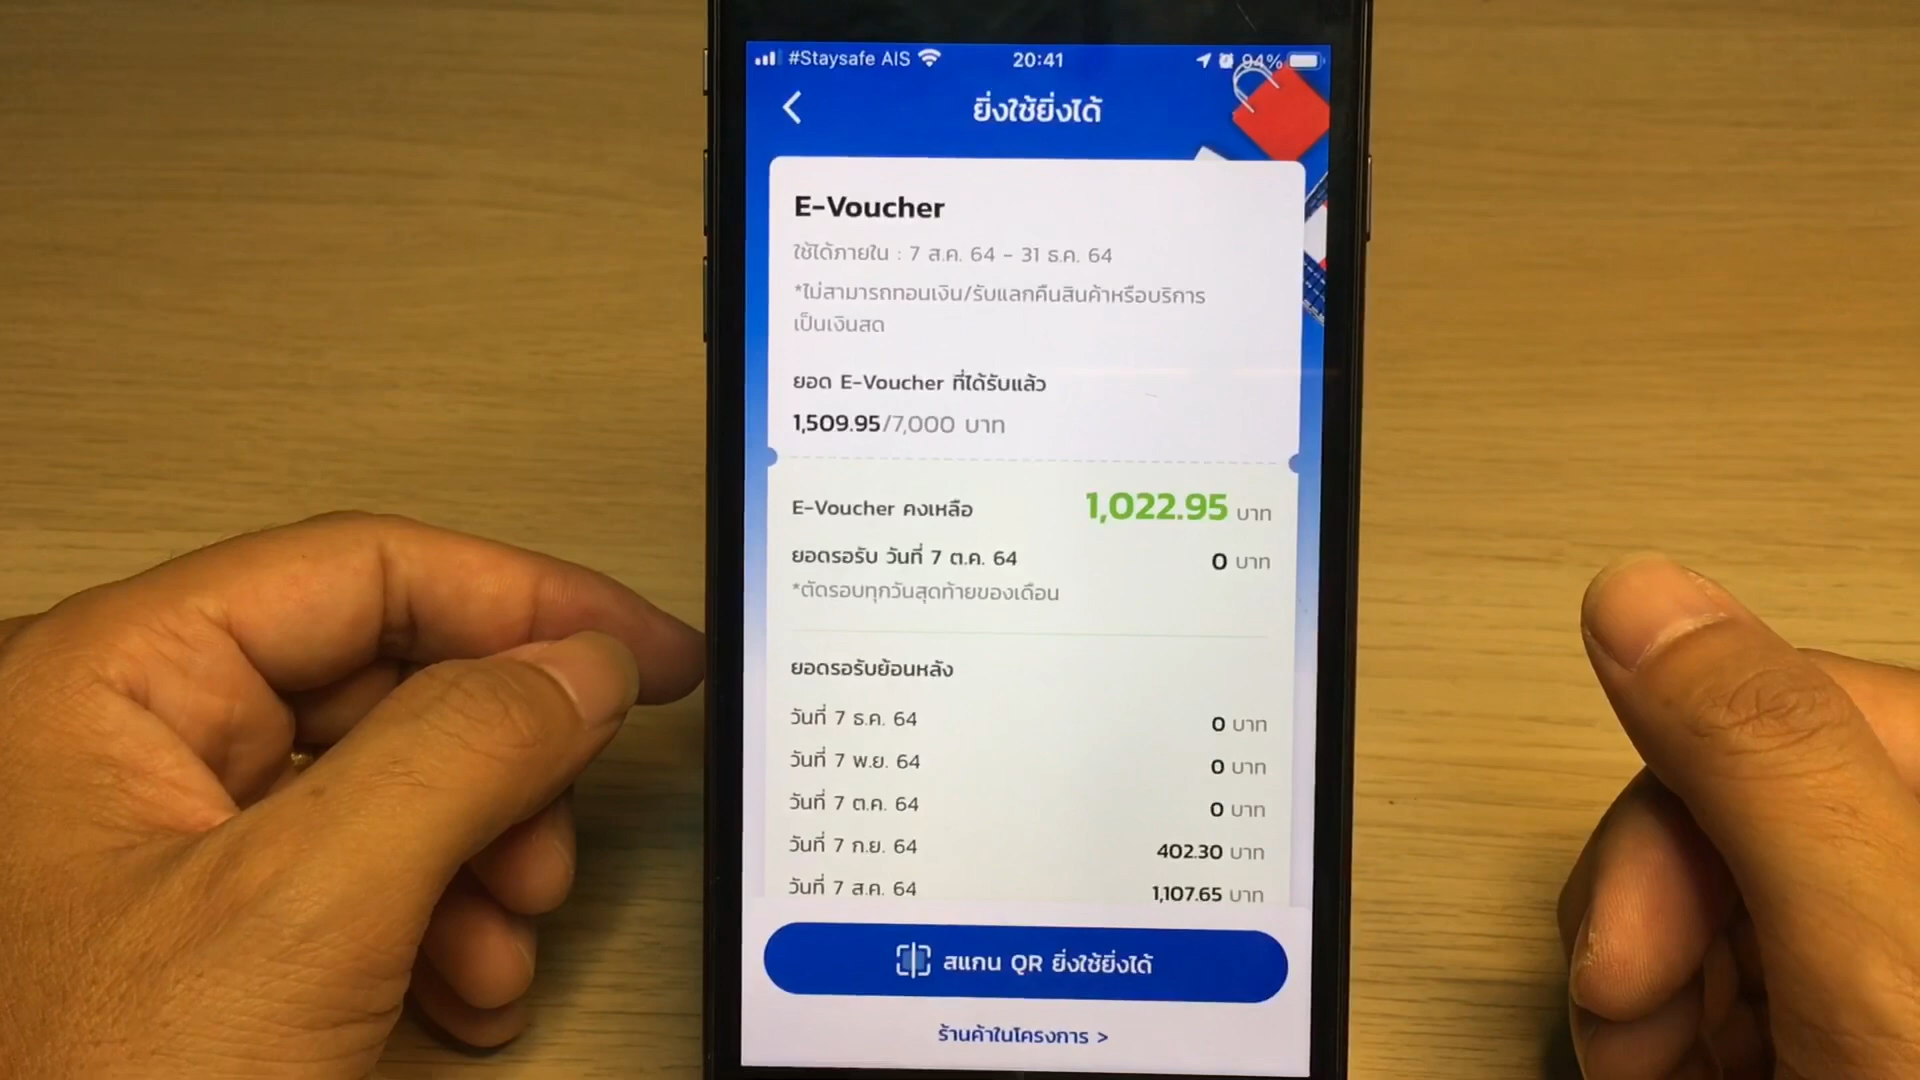 #Staysafe AIS 20:41 94%
ยิ่งใช้ยิ่งได้
E-Voucher
ใช้ได้ภายใน : 7 ส.ค. 64 - 31 ธ.ค. 64
*ไม่สามารถทอนเงิน/รับแลกคืนสินค้าหรือบริการ
เป็นเงินสด
ยอด E-Voucher ที่ได้รับแล้ว
1,509.95/7,000 บาท
E-Voucher คงเหลือ 1,022.95 บาท
ยอดรอรับ วันที่ 7 ต.ค. 64 0 บาท
*ตัดรอบทุกวันสุดท้ายของเดือน
ยอดรอรับย้อนหลัง
วันที่ 7 ธ.ค. 64 0 บาท
วันที่ 7 พ.ย. 64 0 บาท
วันที่ 7 ต.ค. 64 0 บาท
วันที่ 7 ก.ย. 64 402.30 บาท
วันที่ 7 ส.ค. 64 1,107.65 บาท
สแกน QR ยิ่งใช้ยิ่งได้
ร้านค้าในโครงการ >